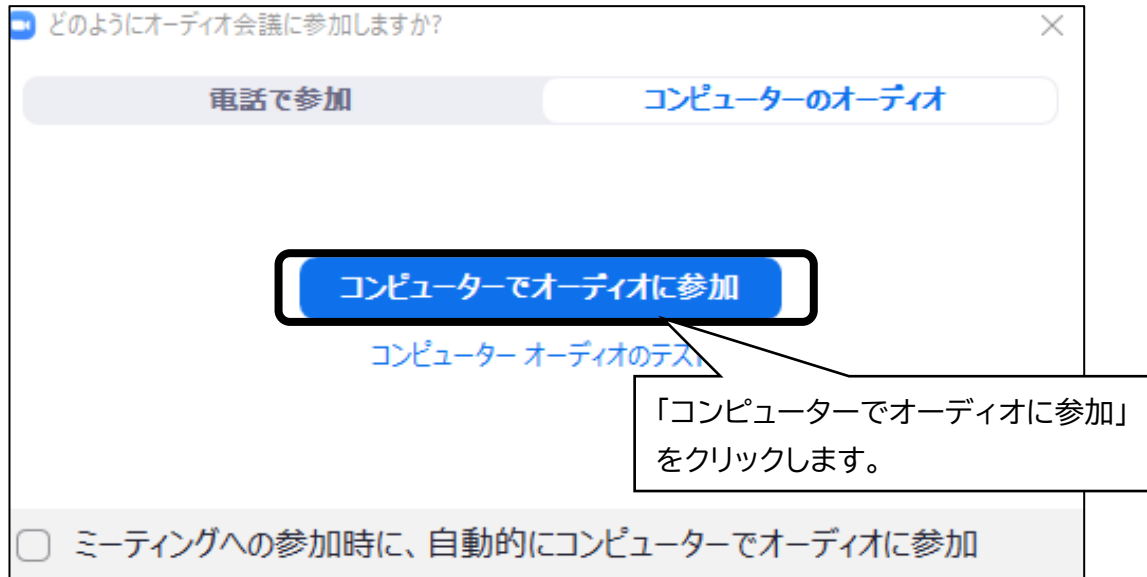 どのようにオーディオ会議に参加しますか?
電話で参加
コンピューターのオーディオ
コンピューターでオーディオに参加
コンピューター オーディオのテスト
「コンピューターでオーディオに参加」
をクリックします。
ミーティングへの参加時に、自動的にコンピューターでオーディオに参加